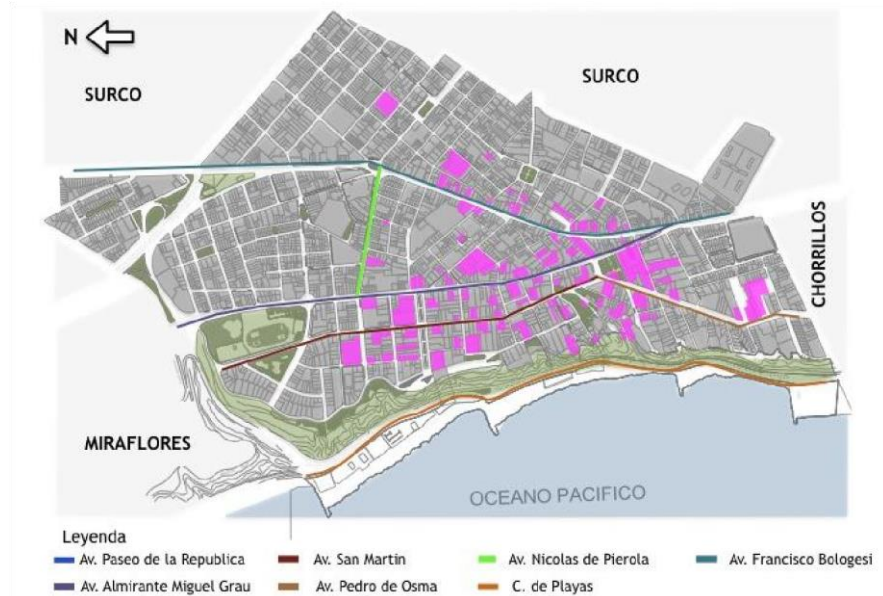 N
SURCO
SURCO
CHORRILLOS
MIRAFLORES
OCEANO PACIFICO
Leyenda
Av. Paseo de la Republica
Av. San Martin
Av. Nicolas de Pierola
Av. Francisco Bologesi
Av. Almirante Miguel Grau
Av. Pedro de Osma
C. de Playas